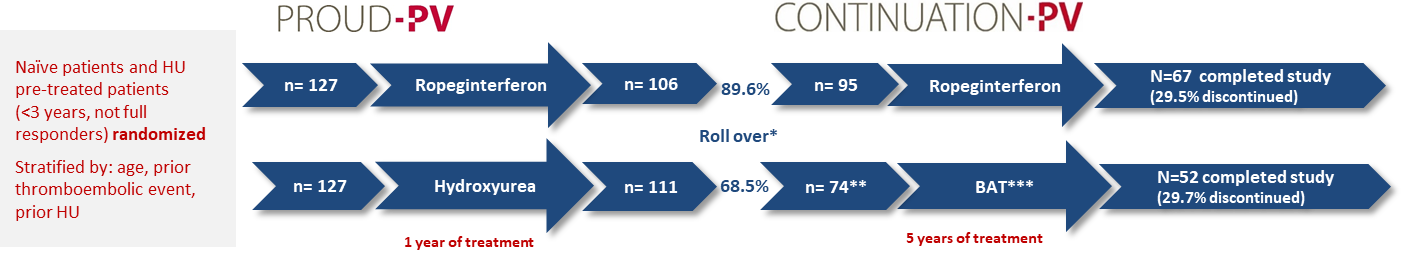 PROUD-PV
CONTINUATION-PV
Naïve patients and HU
pre-treated patients
(<3 years, not full
responders) randomized
Stratified by: age, prior
thromboembolic event,
prior HU
n= 127
Ropeginterferon
n= 106
89.6%
n= 95
Ropeginterferon
N=67 completed study
(29.5% discontinued)
Roll over*
n= 127
Hydroxyurea
n= 111
68.5%
n= 74**
BAT***
N=52 completed study
(29.7% discontinued)
1 year of treatment
5 years of treatment